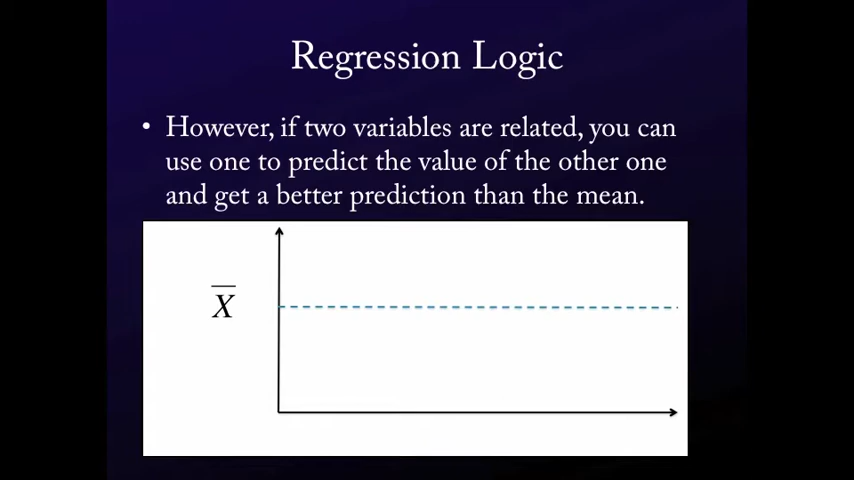 Regression Logic
• However, if two variables are related, you can
use one to predict the value of the other one
and get a better prediction than the mean.
X̅